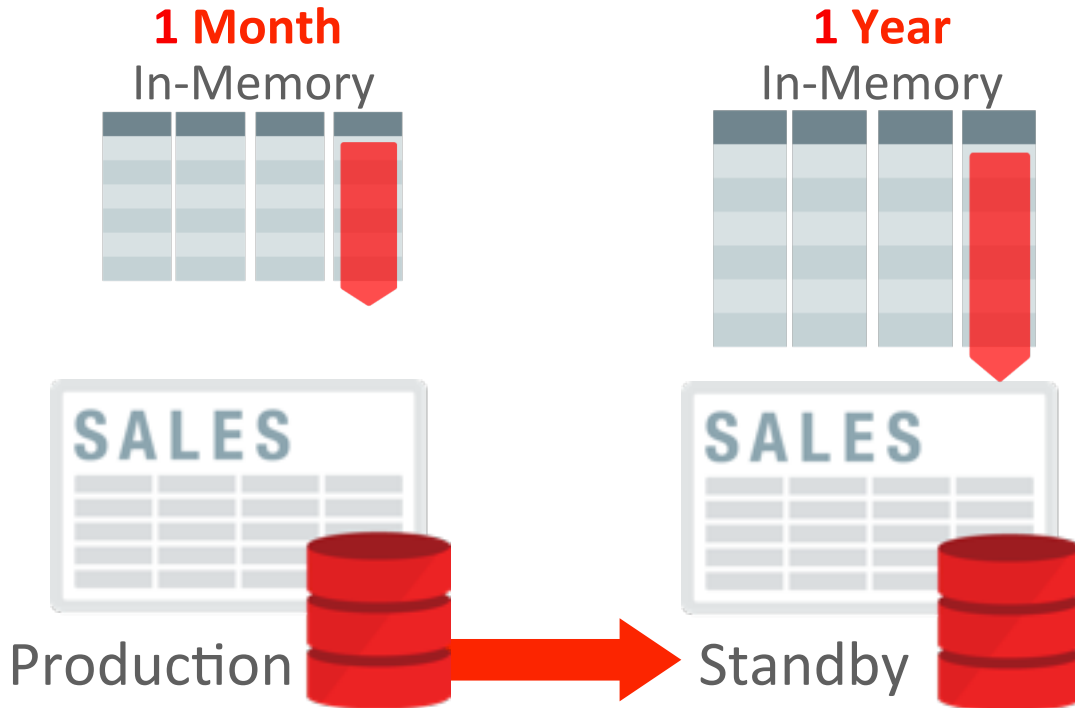 1 Month
In-Memory
SALES
Production
1 Year
In-Memory
SALES
Standby